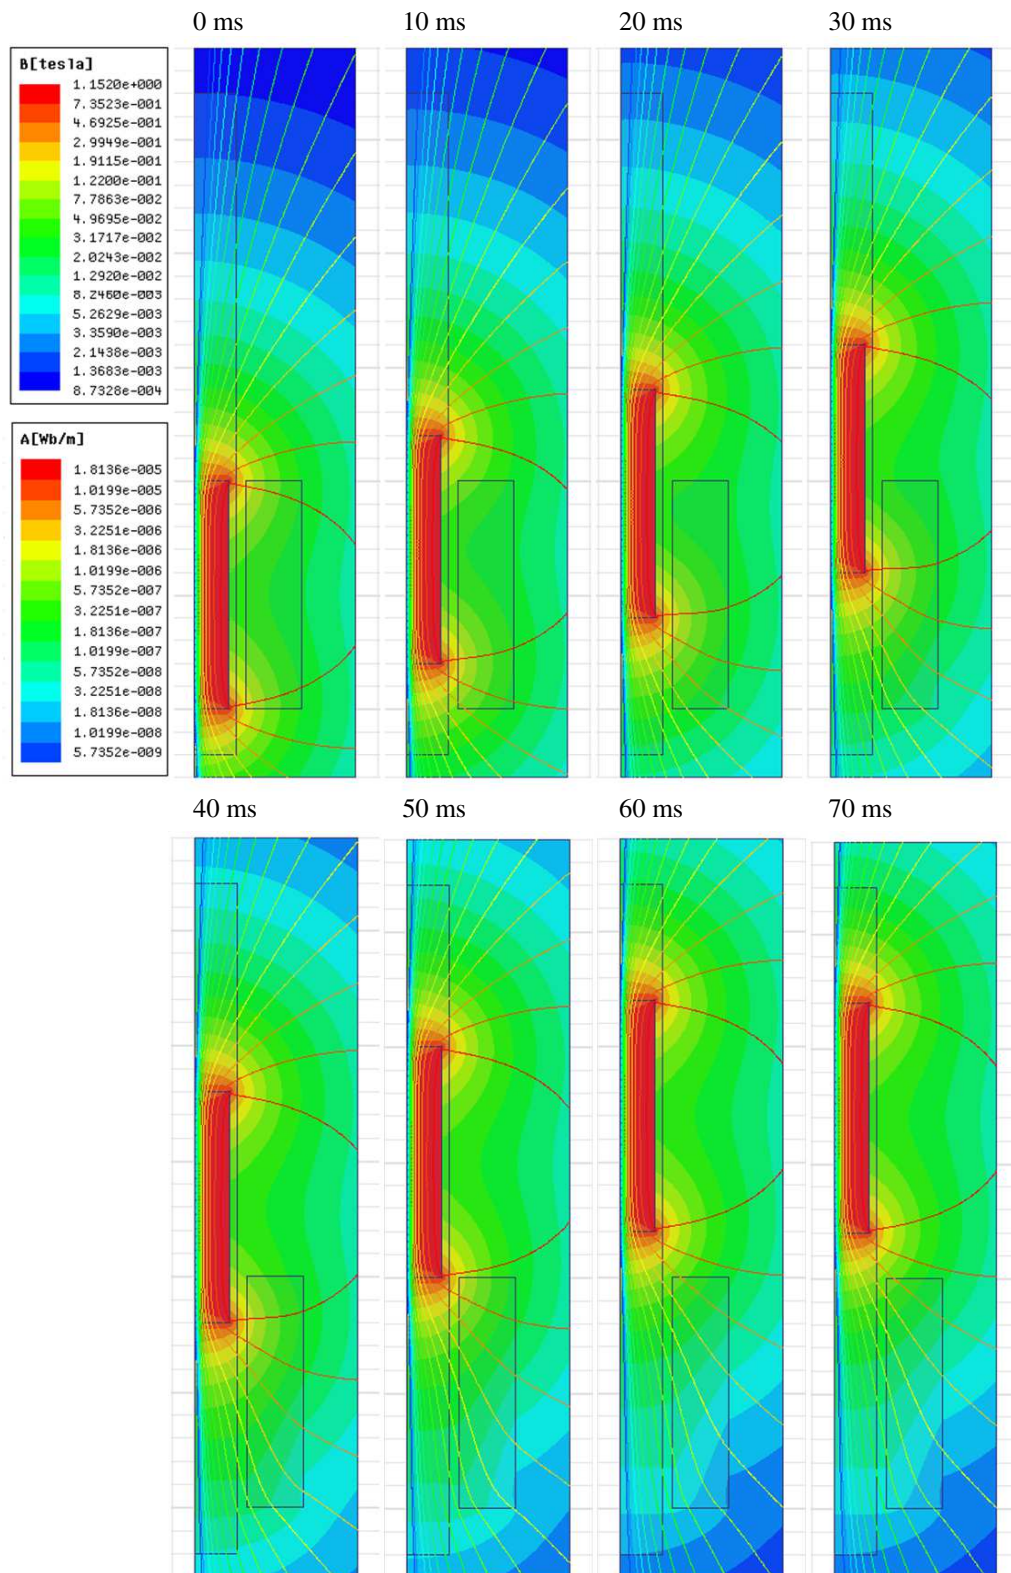 0 ms
10 ms
20 ms
30 ms
B[tesla]
1.1520e+000
7.3523e-001
4.6925e-001
2.9949e-001
1.9115e-001
1.2200e-001
7.7863e-002
4.9695e-002
3.1717e-002
2.0243e-002
1.2920e-002
8.2460e-003
5.2629e-003
3.3590e-003
2.1438e-003
1.3683e-003
8.7328e-004
A[Wb/m]
1.8136e-005
1.0199e-005
5.7352e-006
3.2251e-006
1.8136e-006
1.0199e-006
5.7352e-007
3.2251e-007
1.8136e-007
1.0199e-007
5.7352e-008
3.2251e-008
1.8136e-008
1.0199e-008
5.7352e-009
40 ms
50 ms
60 ms
70 ms